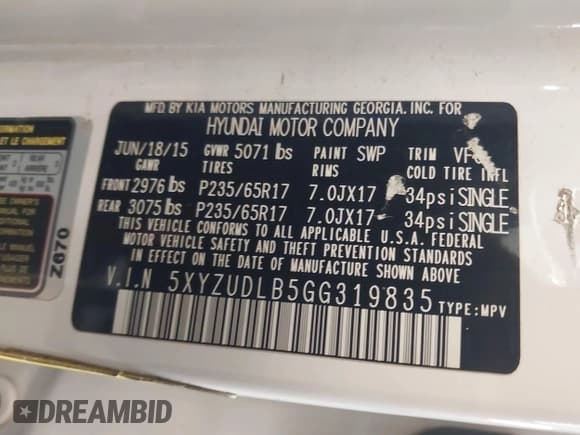 MFD. BY KIA MOTORS MANUFACTURING GEORGIA, INC. FOR
HYUNDAI MOTOR COMPANY
JUN/18/15 GVWR 5071 lbs PAINT SWP TRIM
GAWR TIRES RIMS COLD TIRE INFL
FRONT 2976 lbs P235/65R17 7.0JX17 34psi SINGLE
REAR 3075 lbs P235/65R17 7.0JX17 34psi SINGLE
THIS VEHICLE CONFORMS TO ALL APPLICABLE U.S.A. FEDERAL
MOTOR VEHICLE SAFETY AND THEFT PREVENTION STANDARDS
IN EFFECT ON THE DATE OF MANUFACTURE SHOWN ABOVE.
V.I.N 5XYZUDLB5GG319835 TYPE:MPV
ET LE CHARGEMENT
Z670
DREAMBID